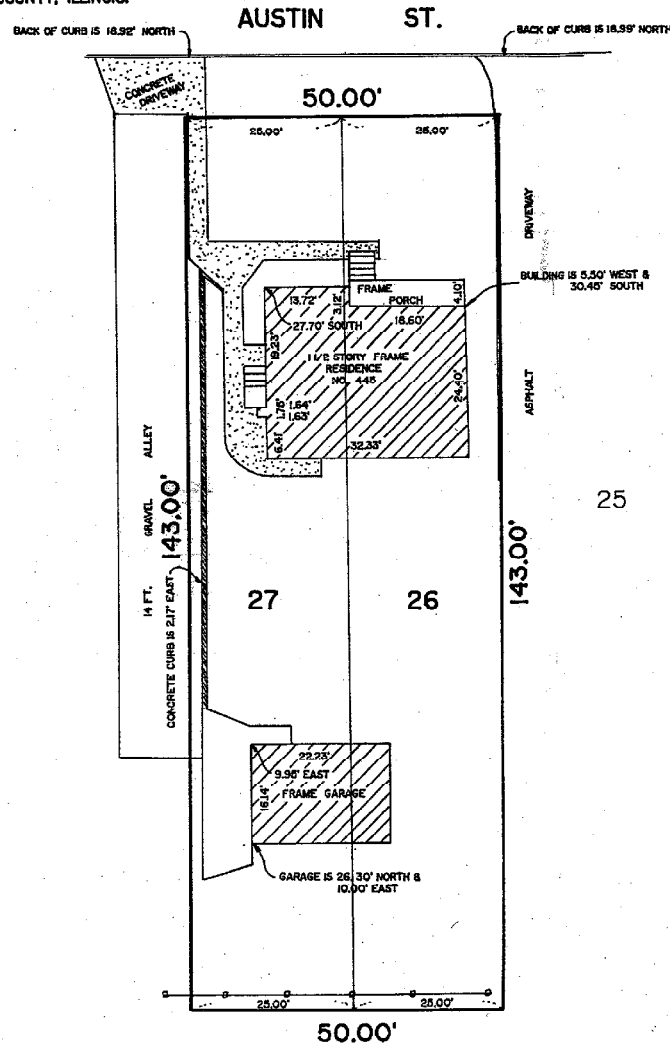 COUNTY, ILLINOIS.
AUSTIN ST.
BACK OF CURB IS 18.92' NORTH
BACK OF CURB IS 18.99' NORTH
CONCRETE
DRIVEWAY
50.00'
25.00'
25.00'
DRIVEWAY
ASPHALT
BUILDING IS 5.50' WEST &
30.45' SOUTH
FRAME
PORCH
4.10'
13.72'
3.12'
18.60'
27.70' SOUTH
19.23'
1 1/2 STORY FRAME
RESIDENCE
NO. 445
24.40'
1.75'
1.64'
1.63'
6.41'
32.33'
14 FT. GRAVEL ALLEY
143.00'
CONCRETE CURB IS 2.17' EAST
143.00'
25
27
26
22.23'
9.95' EAST
16.14'
FRAME GARAGE
GARAGE IS 26.30' NORTH &
10.00' EAST
25.00'
25.00'
50.00'